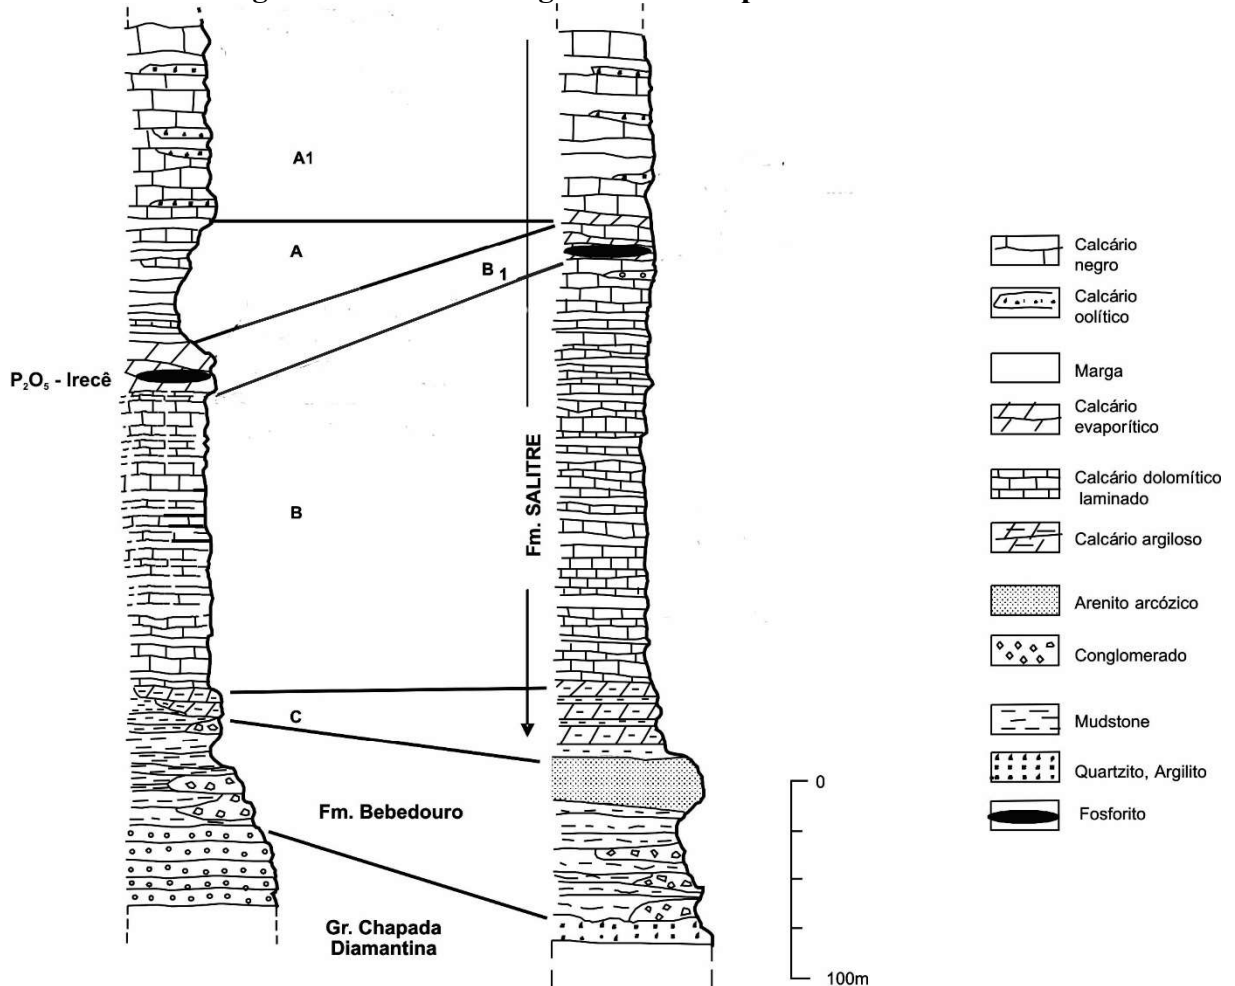 A1
A
B 1
P2O5 - Irecê
Fm. SALITRE
B
C
Fm. Bebedouro
Gr. Chapada
Diamantina
0
100m
Calcário
negro
Calcário
oolítico
Marga
Calcário
evaporítico
Calcário dolomítico
laminado
Calcário argiloso
Arenito arcózico
Conglomerado
Mudstone
Quartzito, Argilito
Fosforito